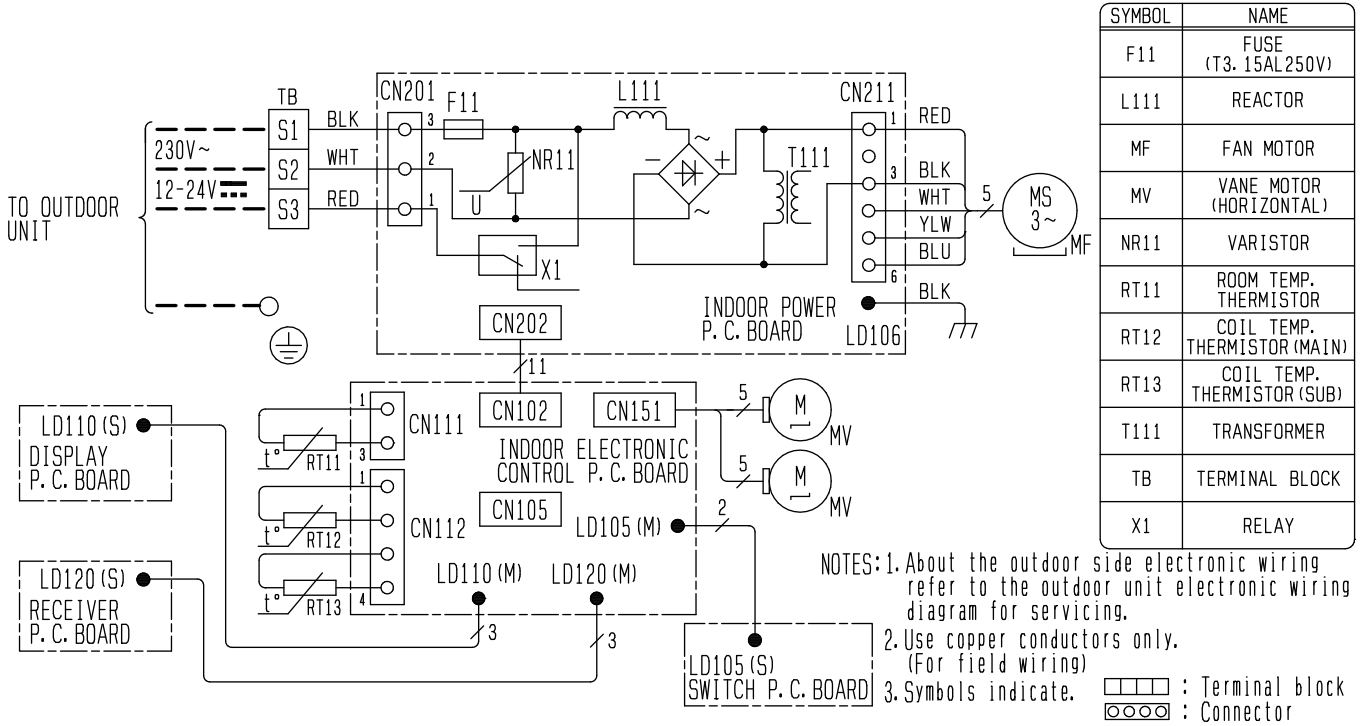 SYMBOL NAME
F11 FUSE
(T3.15AL250V)
L111 REACTOR
MF FAN MOTOR
MV VANE MOTOR
(HORIZONTAL)
NR11 VARISTOR
RT11 ROOM TEMP.
THERMISTOR
RT12 COIL TEMP.
THERMISTOR(MAIN)
RT13 COIL TEMP.
THERMISTOR(SUB)
T111 TRANSFORMER
TB TERMINAL BLOCK
X1 RELAY
TO OUTDOOR
UNIT
230V~
12-24V
TB
S1
S2
S3
BLK
WHT
RED
CN201
3
2
1
F11
NR11
U
X1
L111
~
−
+
~
T111
CN211
1
3
6
RED
BLK
WHT
YLW
BLU
BLK
5
MS
3~
MF
INDOOR POWER
P.C.BOARD
LD106
CN202
11
CN102
CN151
5
M
MV
5
M
MV
INDOOR ELECTRONIC
CONTROL P.C.BOARD
CN105
CN111
1
3
t°
RT11
CN112
1
4
t°
RT12
t°
RT13
LD110(S)
DISPLAY
P.C.BOARD
LD120(S)
RECEIVER
P.C.BOARD
LD110(M)
3
LD120(M)
3
LD105(M)
2
LD105(S)
SWITCH P.C.BOARD
NOTES:1.About the outdoor side electronic wiring
refer to the outdoor unit electronic wiring
diagram for servicing.
2.Use copper conductors only.
(For field wiring)
3.Symbols indicate.
: Terminal block
: Connector